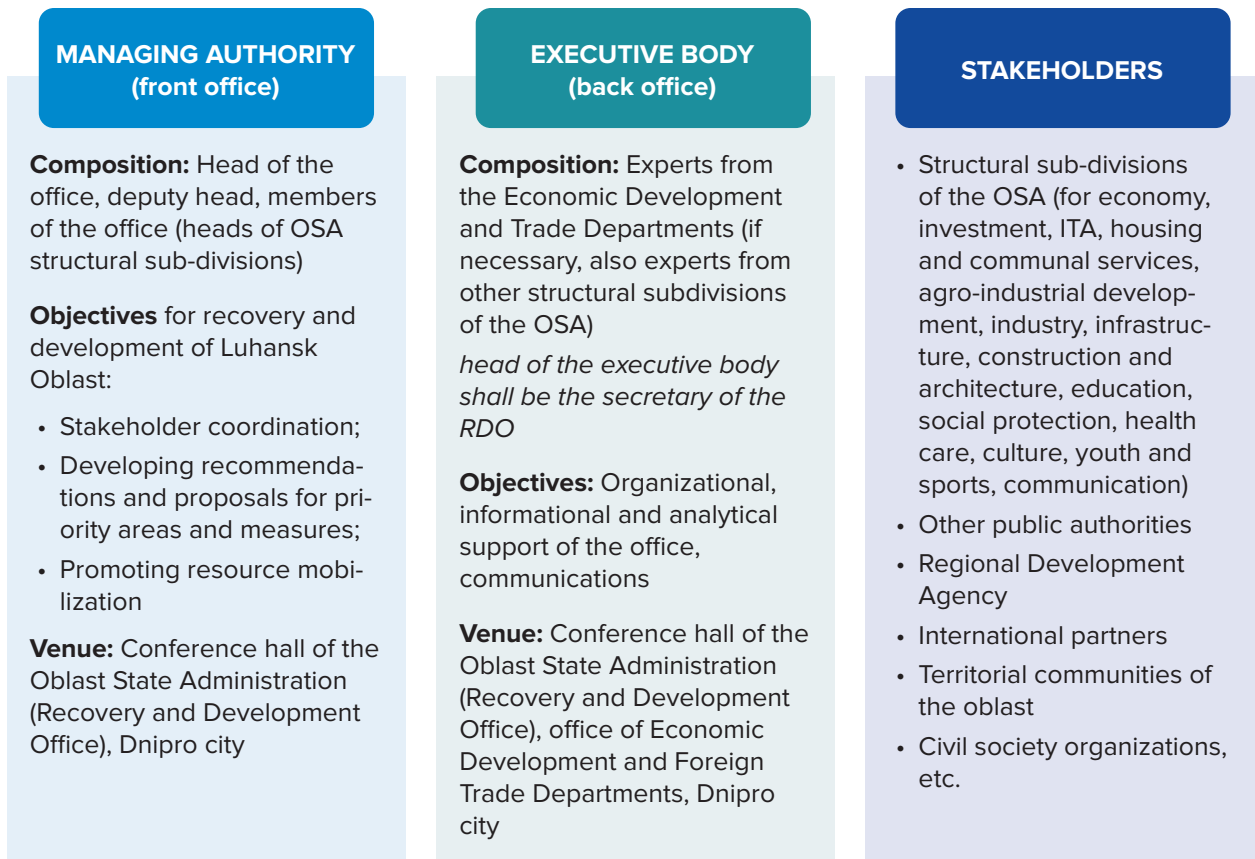 MANAGING AUTHORITY
(front office)
Composition: Head of the
office, deputy head, members
of the office (heads of OSA
structural sub-divisions)
Objectives for recovery and
development of Luhansk
Oblast:
• Stakeholder coordination;
• Developing recommenda-
tions and proposals for pri-
ority areas and measures;
• Promoting resource mobi-
lization
Venue: Conference hall of the
Oblast State Administration
(Recovery and Development
Office), Dnipro city
EXECUTIVE BODY
(back office)
Composition: Experts from
the Economic Development
and Trade Departments (if
necessary, also experts from
other structural subdivisions
of the OSA)
head of the executive body
shall be the secretary of the
RDO
Objectives: Organizational,
informational and analytical
support of the office,
communications
Venue: Conference hall of the
Oblast State Administration
(Recovery and Development
Office), office of Economic
Development and Foreign
Trade Departments, Dnipro
city
STAKEHOLDERS
• Structural sub-divisions
of the OSA (for economy,
investment, ITA, housing
and communal services,
agro-industrial develop-
ment, industry, infrastruc-
ture, construction and
architecture, education,
social protection, health
care, culture, youth and
sports, communication)
• Other public authorities
• Regional Development
Agency
• International partners
• Territorial communities of
the oblast
• Civil society organizations,
etc.